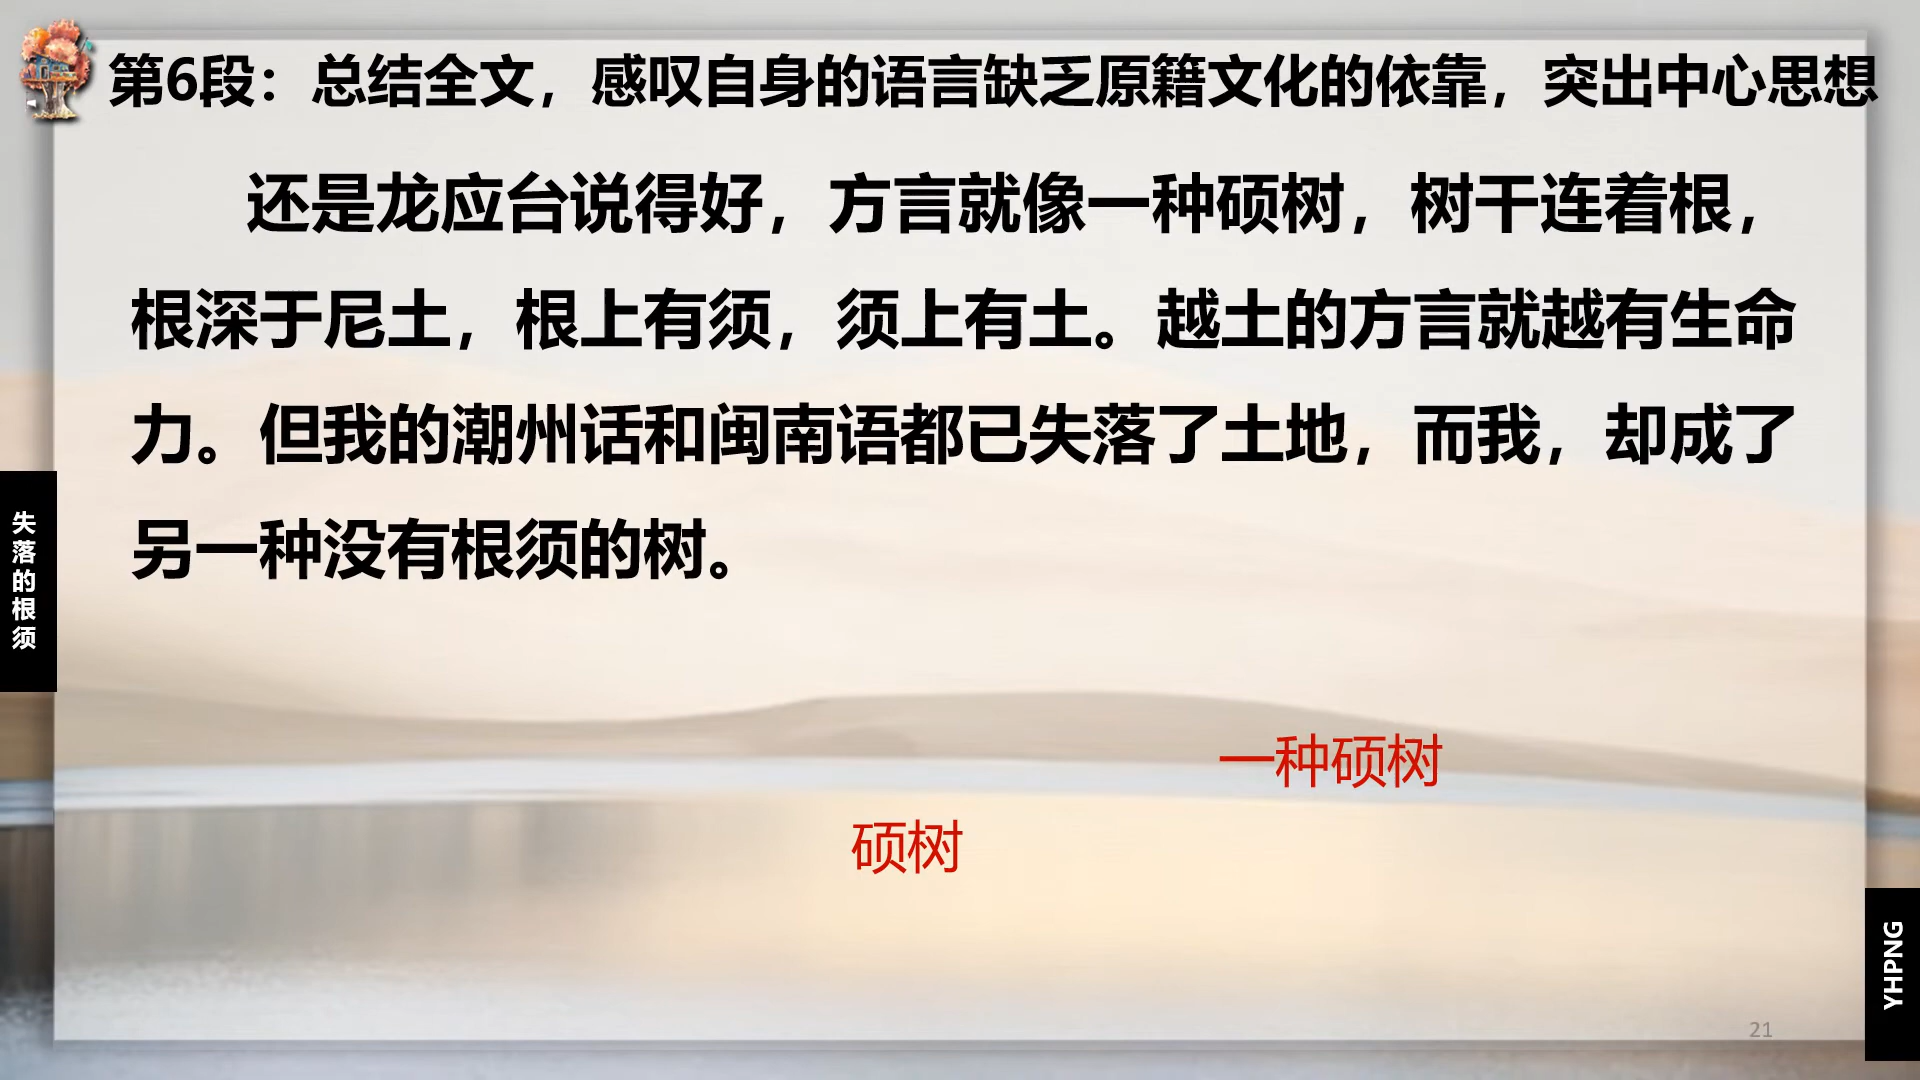 第6段：总结全文，感叹自身的语言缺乏原籍文化的依靠，突出中心思想
还是龙应台说得好，方言就像一种硕树，树干连着根，
根深于尼土，根上有须，须上有土。越土的方言就越有生命
力。但我的潮州话和闽南语都已失落了土地，而我，却成了
另一种没有根须的树。
失落的根须
一种硕树
硕树
YHPNG
21